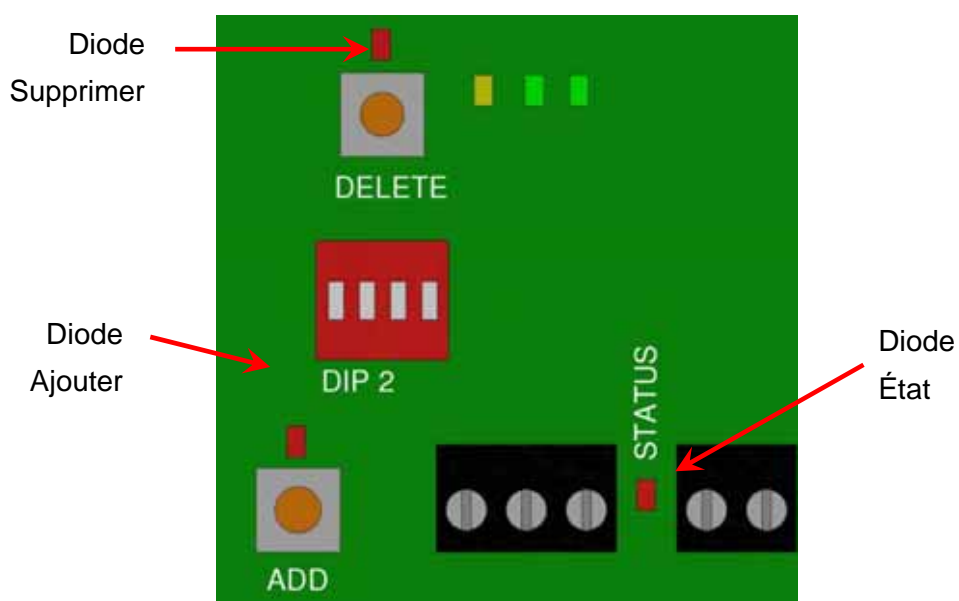 Diode
Supprimer
DELETE
DIP 2
Diode
Ajouter
STATUS
Diode
État
ADD